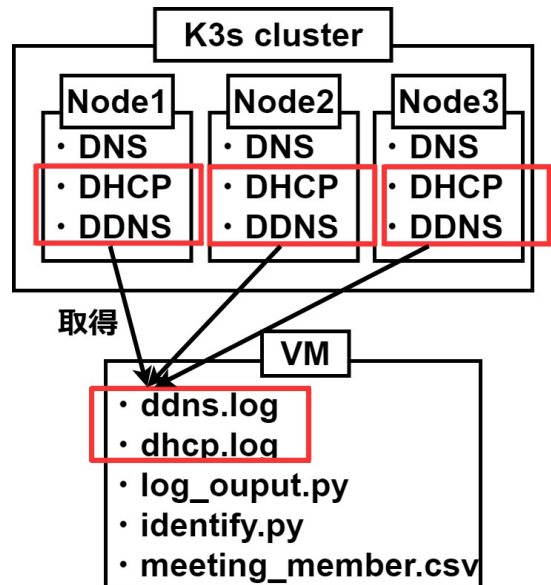 K3s cluster
Node1
・DNS
・DHCP
・DDNS
Node2
・DNS
・DHCP
・DDNS
Node3
・DNS
・DHCP
・DDNS
取得
VM
・ddns.log
・dhcp.log
・log_ouput.py
・identify.py
・meeting_member.csv